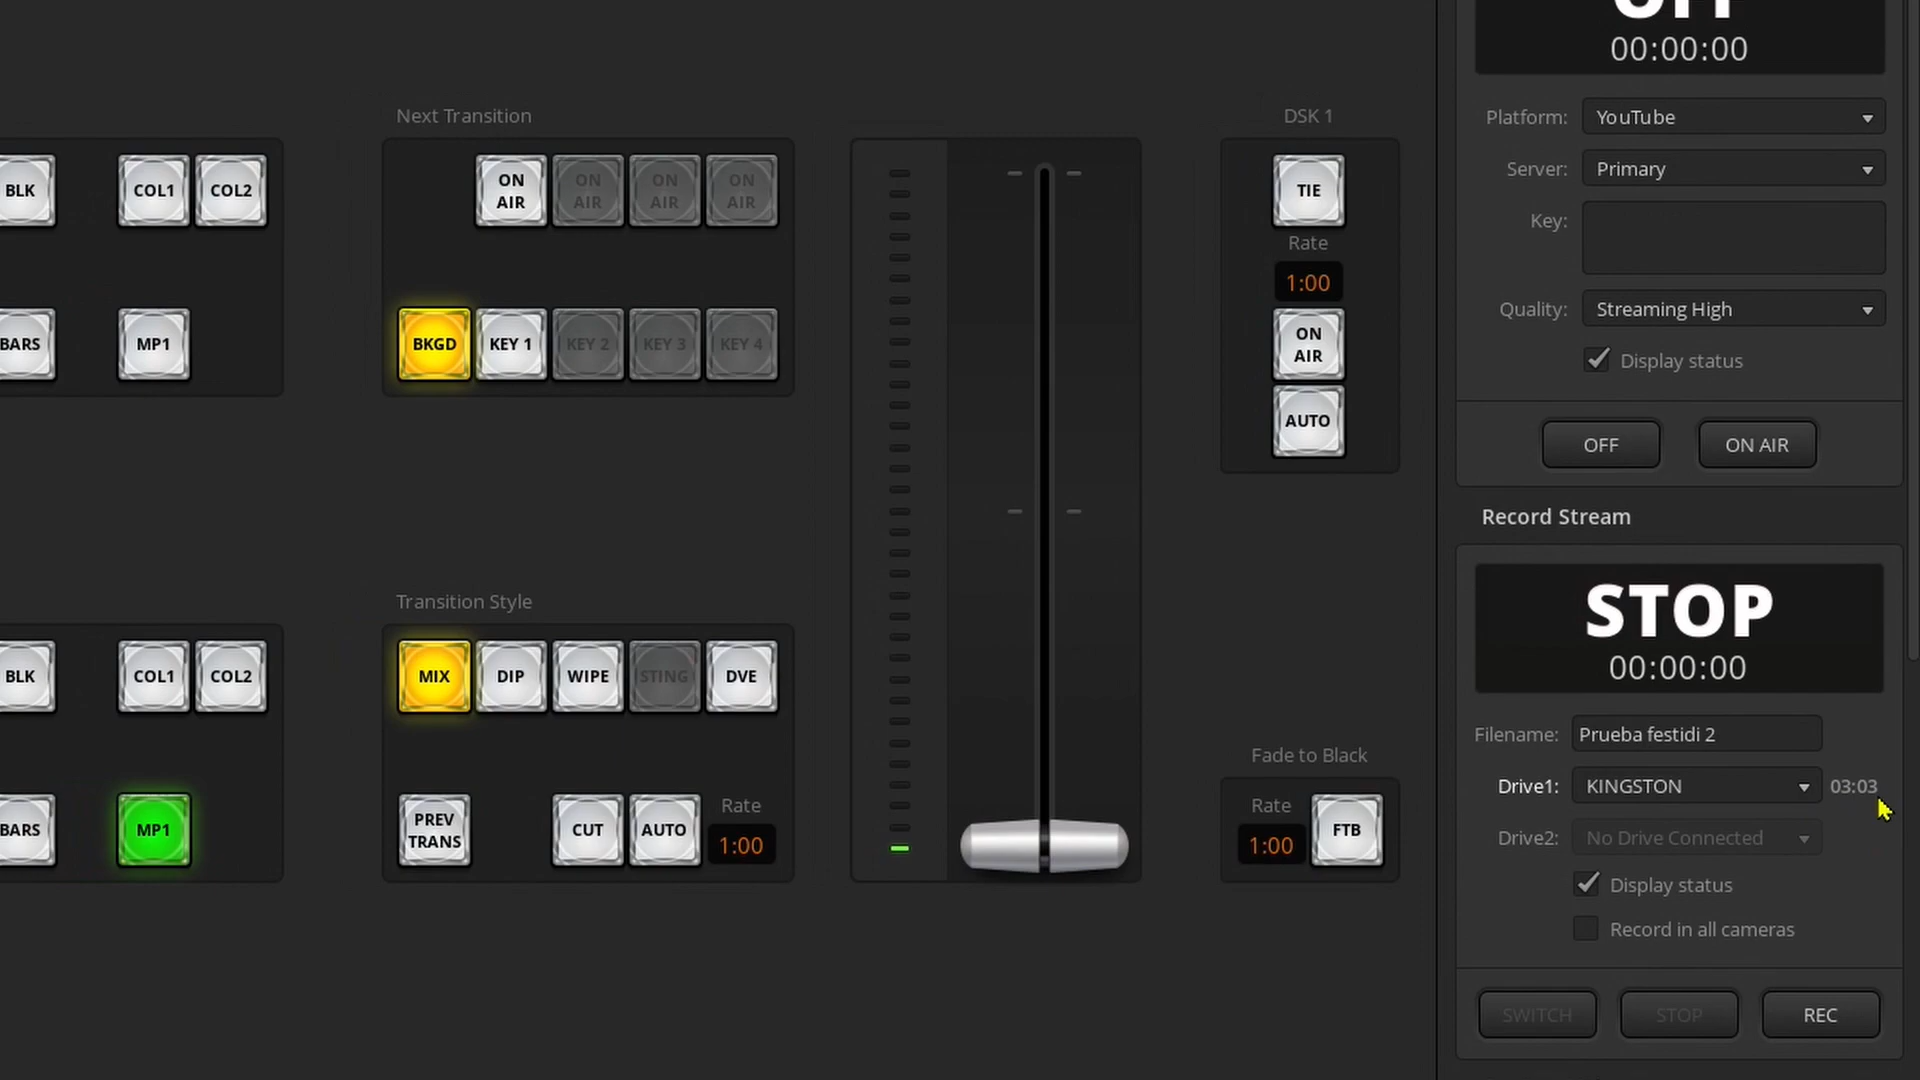 BLK
COL1
COL2
BARS
MP1
Next Transition
ON AIR
ON AIR
ON AIR
ON AIR
BKGD
KEY 1
KEY 2
KEY 3
KEY 4
DSK 1
TIE
Rate
1:00
ON AIR
AUTO
BLK
COL1
COL2
BARS
MP1
Transition Style
MIX
DIP
WIPE
STING
DVE
PREV TRANS
CUT
AUTO
Rate
1:00
Fade to Black
Rate
1:00
FTB
OFF
00:00:00
Platform: YouTube
Server: Primary
Key:
Quality: Streaming High
Display status
OFF
ON AIR
Record Stream
STOP
00:00:00
Filename: Prueba festidi 2
Drive1: KINGSTON 03:03
Drive2: No Drive Connected
Display status
Record in all cameras
SWITCH
STOP
REC